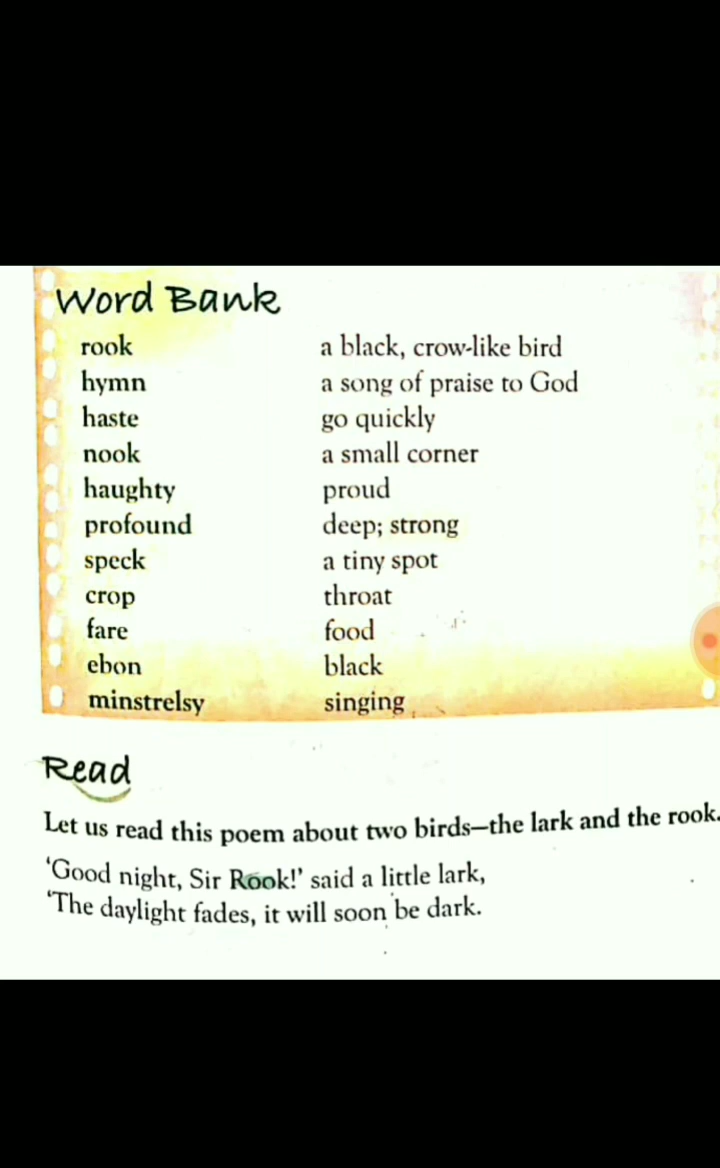 Word Bank
rook a black, crow-like bird
hymn a song of praise to God
haste go quickly
nook a small corner
haughty proud
profound deep; strong
speck a tiny spot
crop throat
fare food
ebon black
minstrelsy singing
Read
Let us read this poem about two birds—the lark and the rook.
‘Good night, Sir Rook!’ said a little lark,
‘The daylight fades, it will soon be dark.